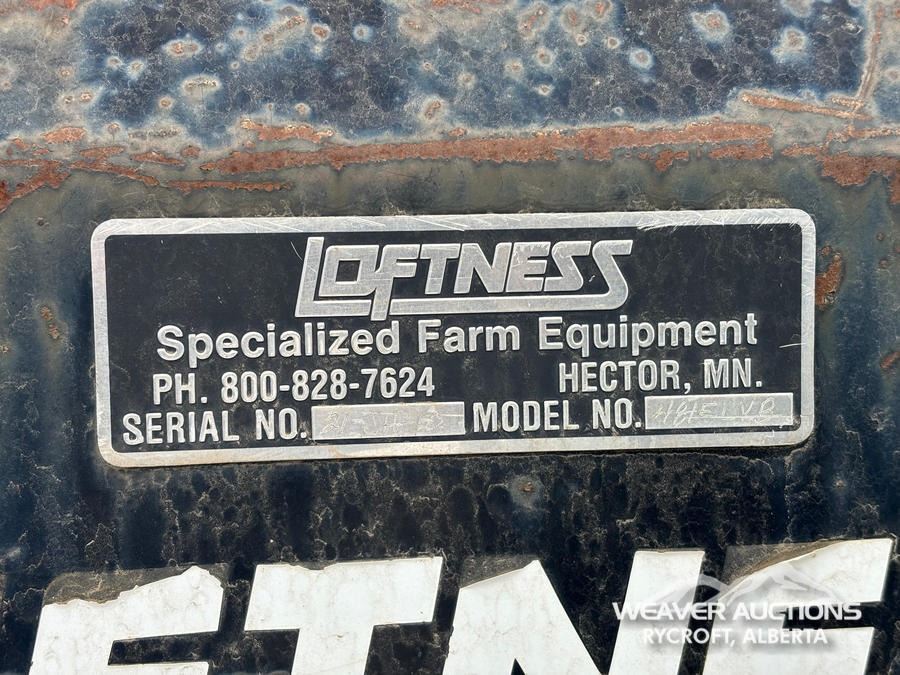 LOFTNESS
Specialized Farm Equipment
PH. 800-828-7624 HECTOR, MN.
SERIAL NO. MODEL NO.
WEAVER AUCTIONS
RYCROFT, ALBERTA